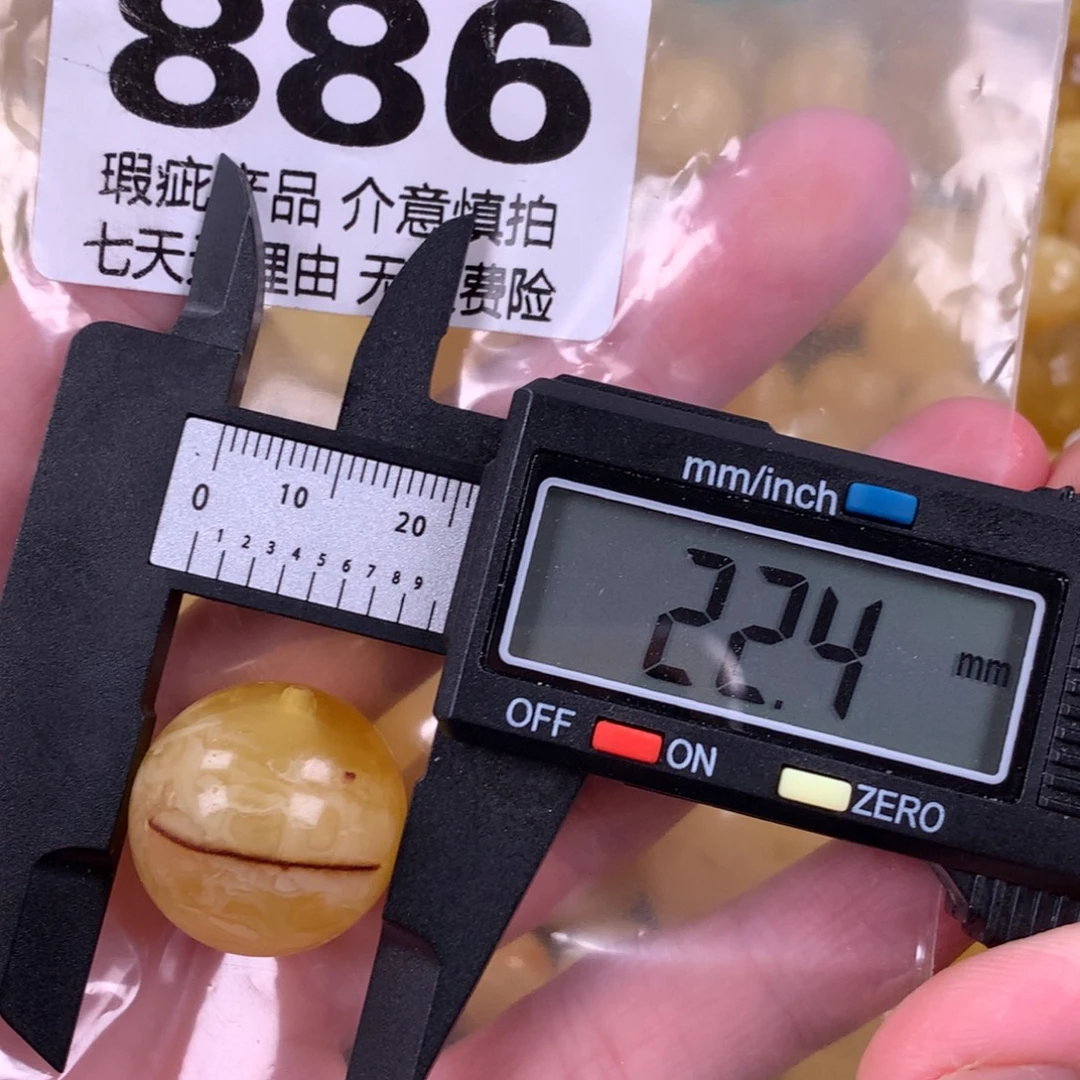 886
瑕疵产品 介意慎拍
七天 理由 无 费险
mm/inch
0 10 20
1 2 3 4 5 6 7 8 9
22.4 mm
OFF ON ZERO